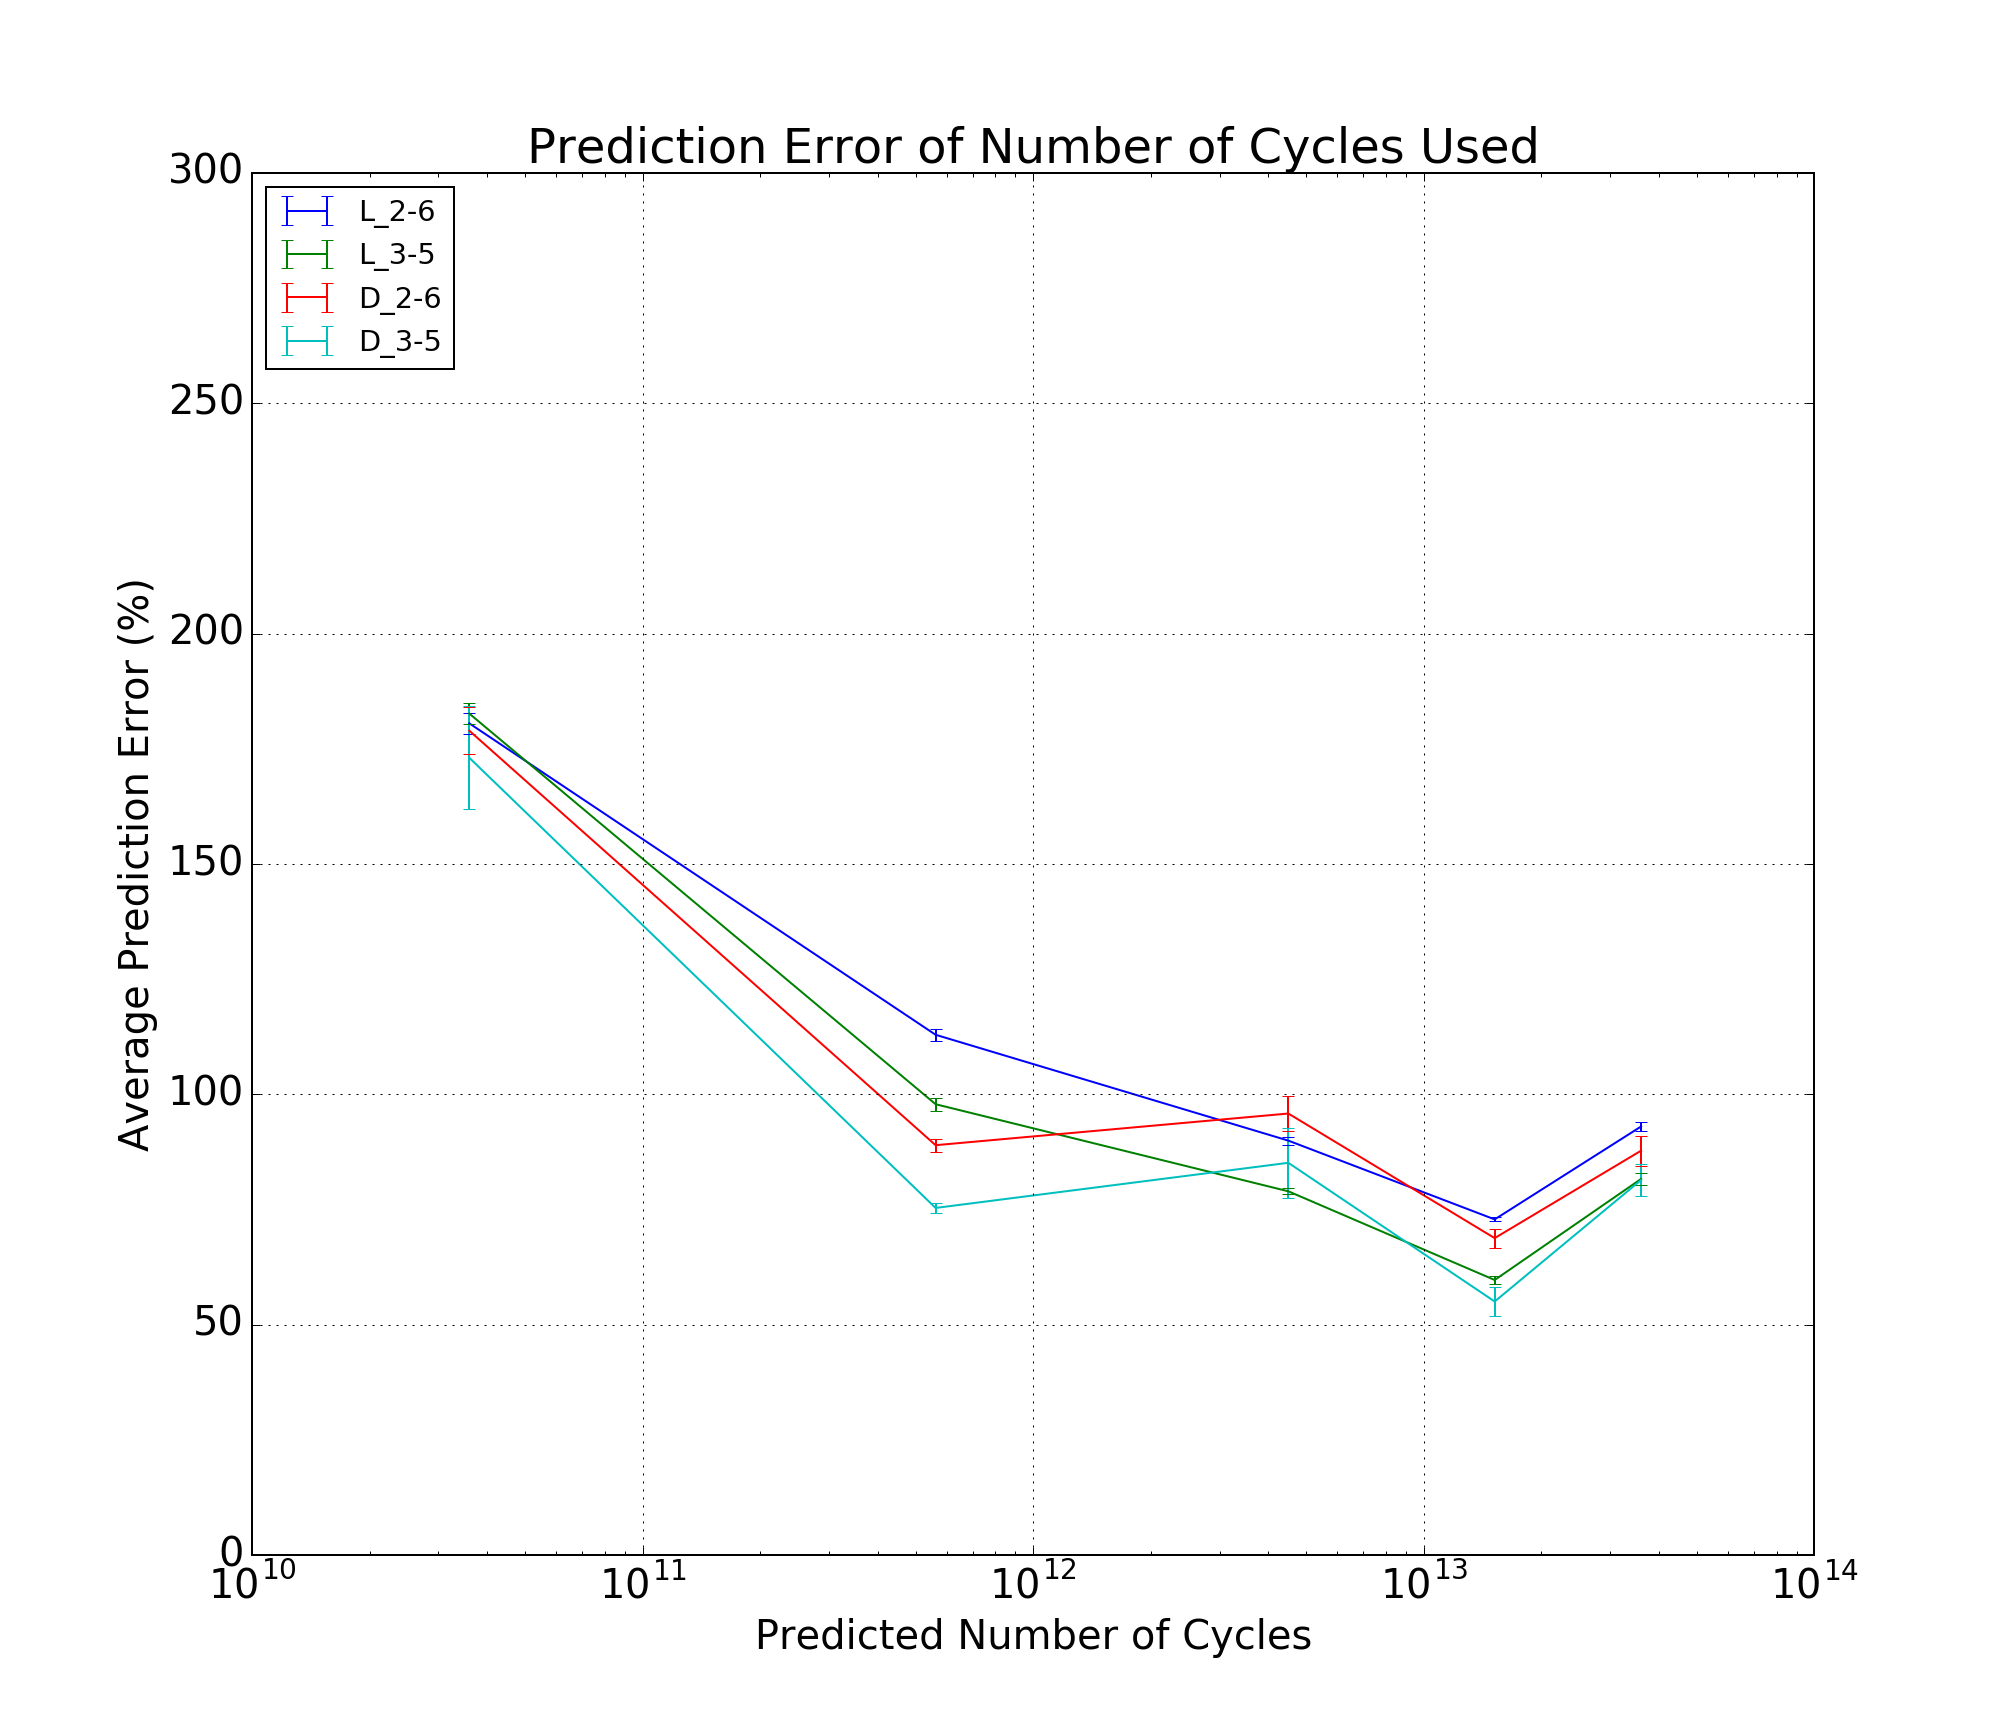 Prediction Error of Number of Cycles Used
300
250
200
150
100
50
0
Average Prediction Error (%)
L_2-6
L_3-5
D_2-6
D_3-5
10^10
10^11
10^12
10^13
10^14
Predicted Number of Cycles